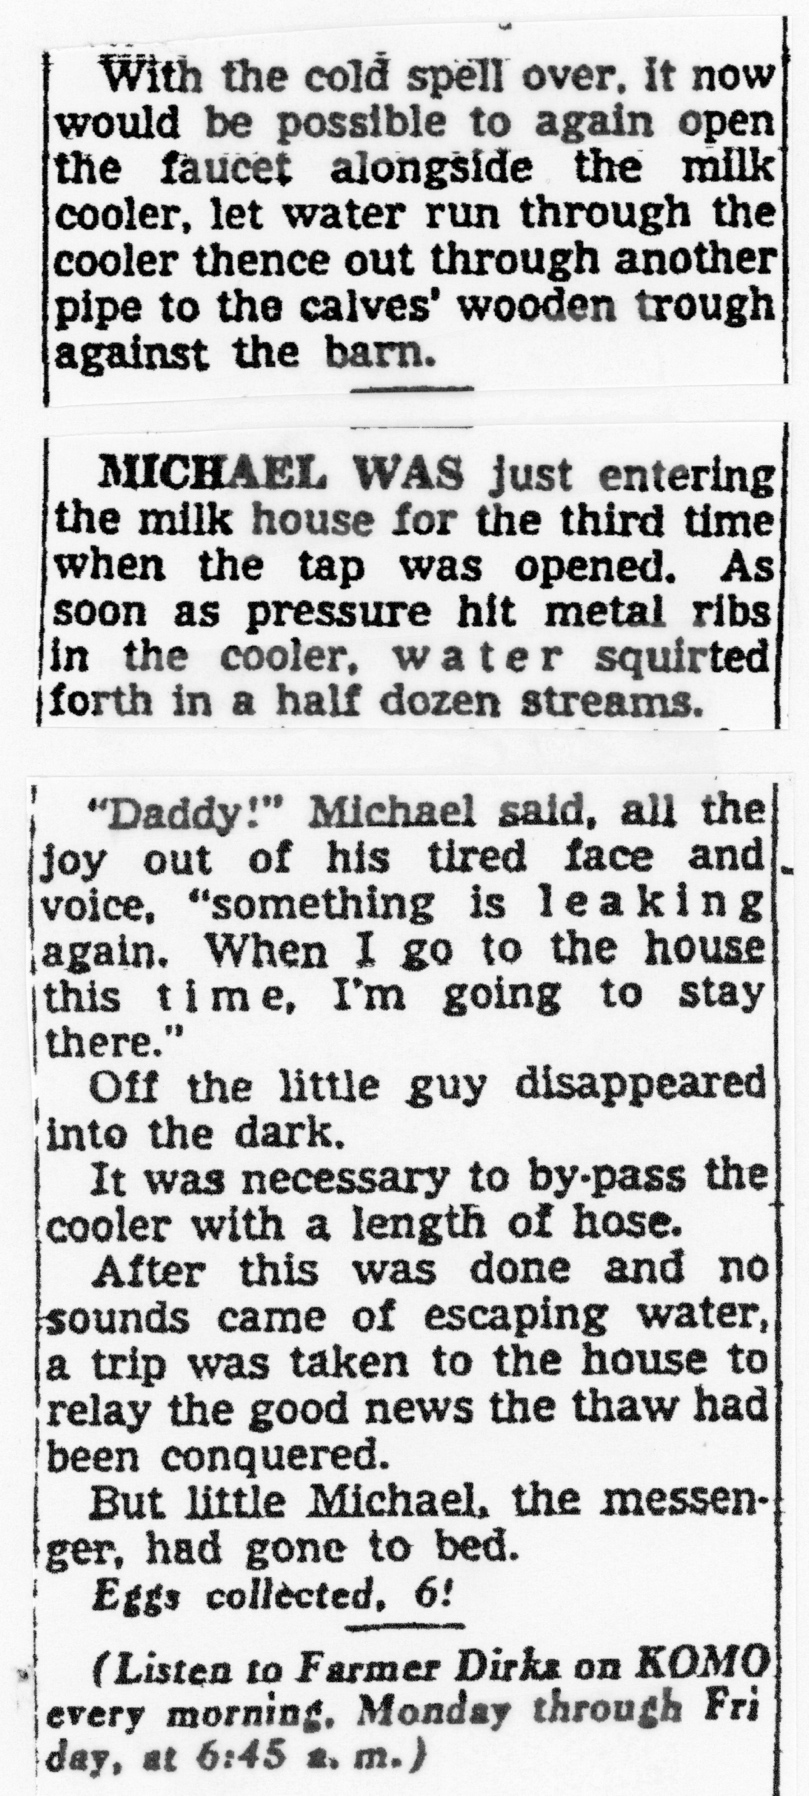 With the cold spell over, it now
would be possible to again open
the faucet alongside the milk
cooler, let water run through the
cooler thence out through another
pipe to the calves' wooden trough
against the barn.
MICHAEL WAS just entering
the milk house for the third time
when the tap was opened. As
soon as pressure hit metal ribs
in the cooler, water squirted
forth in a half dozen streams.
"Daddy!" Michael said, all the
joy out of his tired face and
voice, "something is leaking
again. When I go to the house
this time, I'm going to stay
there."
Off the little guy disappeared
into the dark.
It was necessary to by-pass the
cooler with a length of hose.
After this was done and no
sounds came of escaping water,
a trip was taken to the house to
relay the good news the thaw had
been conquered.
But little Michael, the messen-
ger, had gone to bed.
Eggs collected, 6!
(Listen to Farmer Dirks on KOMO
every morning, Monday through Fri
day, at 6:45 a. m.)